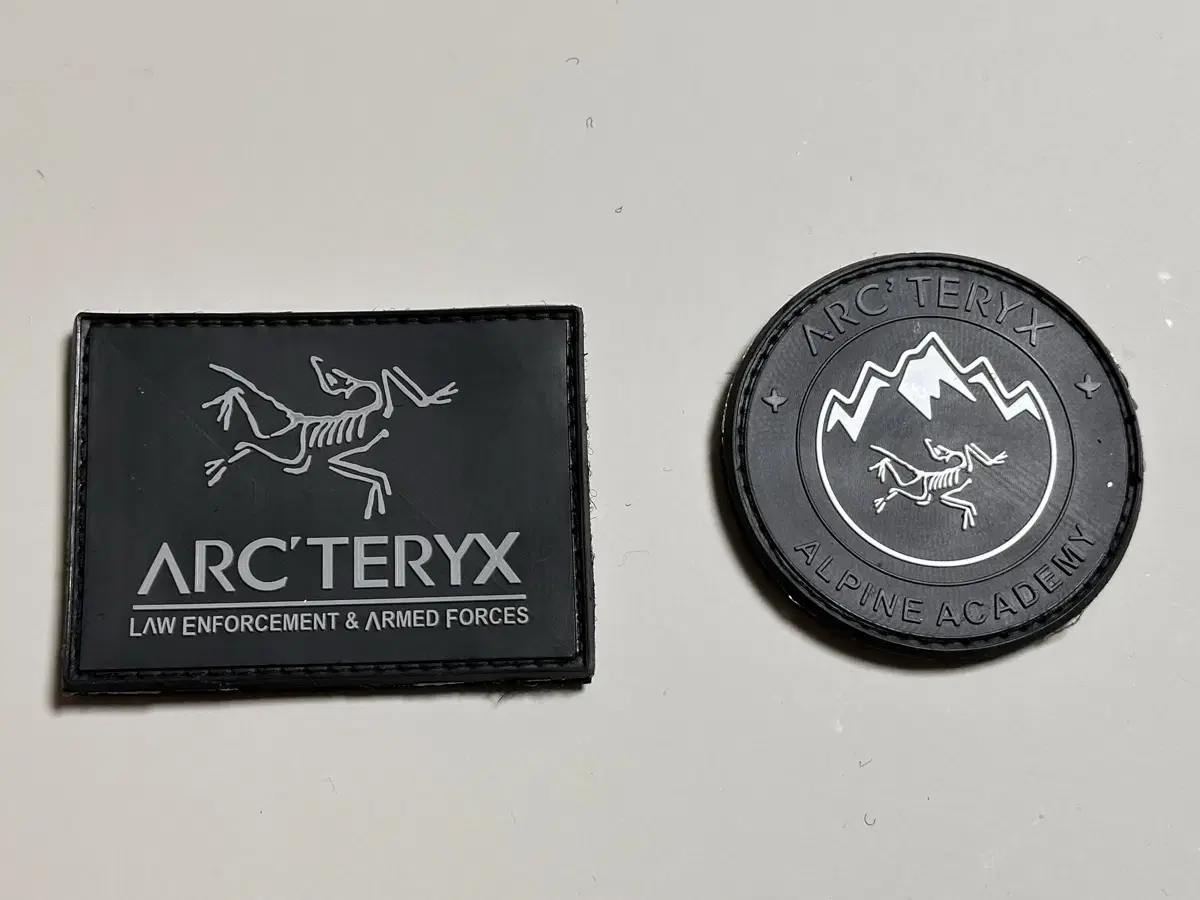 ARC'TERYX
LAW ENFORCEMENT & ARMED FORCES
ARC'TERYX
ALPINE ACADEMY